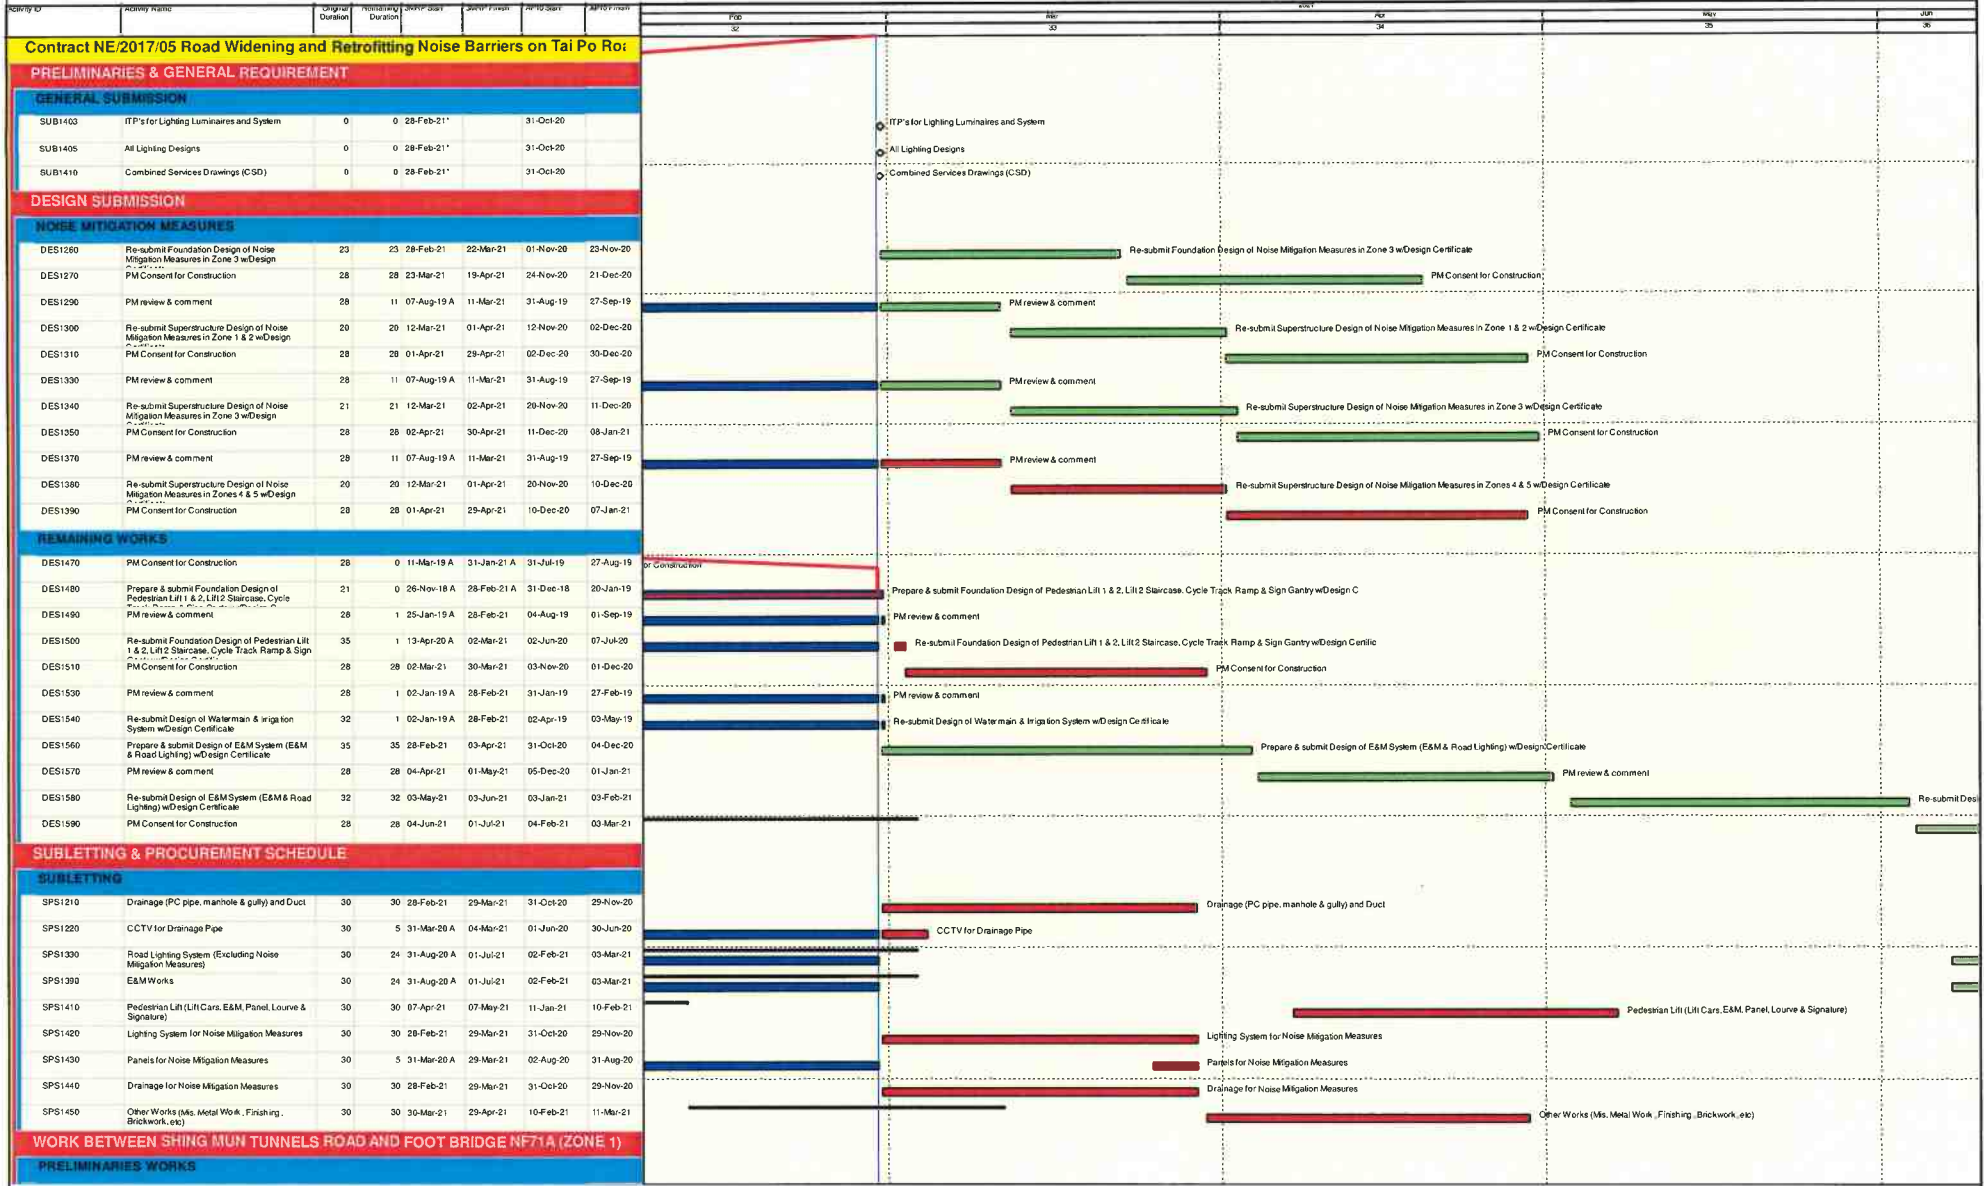 Activity ID Activity Name Original Duration Remaining Duration 3MRP Start 3MRP Finish Start Finish
2021
Feb Mar Apr May Jun
32 33 34 35 36
Contract NE/2017/05 Road Widening and Retrofitting Noise Barriers on Tai Po Ro
PRELIMINARIES & GENERAL REQUIREMENT
GENERAL SUBMISSION
SUB1403 ITP's for Lighting Luminaires and System 0 0 28-Feb-21* 31-Oct-20 ITP's for Lighting Luminaires and System
SUB1405 All Lighting Designs 0 0 28-Feb-21* 31-Oct-20 All Lighting Designs
SUB1410 Combined Services Drawings (CSD) 0 0 28-Feb-21* 31-Oct-20 Combined Services Drawings (CSD)
DESIGN SUBMISSION
NOISE MITIGATION MEASURES
DES1260 Re-submit Foundation Design of Noise 23 23 28-Feb-21 22-Mar-21 01-Nov-20 23-Nov-20 Re-submit Foundation Design of Noise Mitigation Measures in Zone 3 w/Design Certificate
Mitigation Measures in Zone 3 w/Design
DES1270 PM Consent for Construction 28 28 23-Mar-21 19-Apr-21 24-Nov-20 21-Dec-20 PM Consent for Construction
DES1290 PM review & comment 28 11 07-Aug-19 A 11-Mar-21 31-Aug-19 27-Sep-19 PM review & comment
DES1300 Re-submit Superstructure Design of Noise 20 20 12-Mar-21 01-Apr-21 12-Nov-20 02-Dec-20 Re-submit Superstructure Design of Noise Mitigation Measures in Zone 1 & 2 w/Design Certificate
Mitigation Measures in Zone 1 & 2 w/Design
DES1310 PM Consent for Construction 28 28 01-Apr-21 29-Apr-21 02-Dec-20 30-Dec-20 PM Consent for Construction
DES1330 PM review & comment 28 11 07-Aug-19 A 11-Mar-21 31-Aug-19 27-Sep-19 PM review & comment
DES1340 Re-submit Superstructure Design of Noise 21 21 12-Mar-21 02-Apr-21 20-Nov-20 11-Dec-20 Re-submit Superstructure Design of Noise Mitigation Measures in Zone 3 w/Design Certificate
Mitigation Measures in Zone 3 w/Design
DES1350 PM Consent for Construction 28 28 02-Apr-21 30-Apr-21 11-Dec-20 08-Jan-21 PM Consent for Construction
DES1370 PM review & comment 28 11 07-Aug-19 A 11-Mar-21 31-Aug-19 27-Sep-19 PM review & comment
DES1380 Re-submit Superstructure Design of Noise 20 20 12-Mar-21 01-Apr-21 20-Nov-20 10-Dec-20 Re-submit Superstructure Design of Noise Mitigation Measures in Zones 4 & 5 w/Design Certificate
Mitigation Measures in Zones 4 & 5 w/Design
DES1390 PM Consent for Construction 28 28 01-Apr-21 29-Apr-21 10-Dec-20 07-Jan-21 PM Consent for Construction
REMAINING WORKS
DES1470 PM Consent for Construction 28 0 11-Mar-19 A 31-Jan-21 A 31-Jul-19 27-Aug-19 or Construction
DES1480 Prepare & submit Foundation Design of 21 0 26-Nov-18 A 28-Feb-21 A 31-Dec-18 20-Jan-19 Prepare & submit Foundation Design of Pedestrian Lift 1 & 2, Lift 2 Staircase, Cycle Track Ramp & Sign Gantry w/Design C
Pedestrian Lift 1 & 2, Lift 2 Staircase, Cycle
DES1490 PM review & comment 28 1 25-Jan-19 A 28-Feb-21 04-Aug-19 01-Sep-19 PM review & comment
DES1500 Re-submit Foundation Design of Pedestrian Lift 35 1 13-Apr-20 A 02-Mar-21 02-Jun-20 07-Jul-20 Re-submit Foundation Design of Pedestrian Lift 1 & 2, Lift 2 Staircase, Cycle Track Ramp & Sign Gantry w/Design Certific
1 & 2, Lift 2 Staircase, Cycle Track Ramp & Sign
DES1510 PM Consent for Construction 28 28 02-Mar-21 30-Mar-21 03-Nov-20 01-Dec-20 PM Consent for Construction
DES1530 PM review & comment 28 1 02-Jan-19 A 28-Feb-21 31-Jan-19 27-Feb-19 PM review & comment
DES1540 Re-submit Design of Watermain & Irrigation 32 1 02-Jan-19 A 28-Feb-21 02-Apr-19 03-May-19 Re-submit Design of Watermain & Irrigation System w/Design Certificate
System w/Design Certificate
DES1560 Prepare & submit Design of E&M System (E&M 35 35 28-Feb-21 03-Apr-21 31-Oct-20 04-Dec-20 Prepare & submit Design of E&M System (E&M & Road Lighting) w/Design Certificate
& Road Lighting) w/Design Certificate
DES1570 PM review & comment 28 28 04-Apr-21 01-May-21 05-Dec-20 01-Jan-21 PM review & comment
DES1580 Re-submit Design of E&M System (E&M & Road 32 32 03-May-21 03-Jun-21 03-Jan-21 03-Feb-21 Re-submit Desi
Lighting) w/Design Certificate
DES1590 PM Consent for Construction 28 28 04-Jun-21 01-Jul-21 04-Feb-21 03-Mar-21
SUBLETTING & PROCUREMENT SCHEDULE
SUBLETTING
SPS1210 Drainage (PC pipe, manhole & gully) and Duct 30 30 28-Feb-21 29-Mar-21 31-Oct-20 29-Nov-20 Drainage (PC pipe, manhole & gully) and Duct
SPS1220 CCTV for Drainage Pipe 30 5 31-Mar-20 A 04-Mar-21 01-Jun-20 30-Jun-20 CCTV for Drainage Pipe
SPS1330 Road Lighting System (Excluding Noise 30 24 31-Aug-20 A 01-Jul-21 02-Feb-21 03-Mar-21
Mitigation Measures)
SPS1390 E&M Works 30 24 31-Aug-20 A 01-Jul-21 02-Feb-21 03-Mar-21
SPS1410 Pedestrian Lift (Lift Cars, E&M, Panel, Lourve & 30 30 07-Apr-21 07-May-21 11-Jan-21 10-Feb-21 Pedestrian Lift (Lift Cars, E&M, Panel, Lourve & Signature)
Signature)
SPS1420 Lighting System for Noise Mitigation Measures 30 30 28-Feb-21 29-Mar-21 31-Oct-20 29-Nov-20 Lighting System for Noise Mitigation Measures
SPS1430 Panels for Noise Mitigation Measures 30 5 31-Mar-20 A 29-Mar-21 02-Aug-20 31-Aug-20 Panels for Noise Mitigation Measures
SPS1440 Drainage for Noise Mitigation Measures 30 30 28-Feb-21 29-Mar-21 31-Oct-20 29-Nov-20 Drainage for Noise Mitigation Measures
SPS1450 Other Works (Mis. Metal Work , Finishing , 30 30 30-Mar-21 29-Apr-21 10-Feb-21 11-Mar-21 Other Works (Mis. Metal Work , Finishing , Brickwork, etc)
Brickwork, etc)
WORK BETWEEN SHING MUN TUNNELS ROAD AND FOOT BRIDGE NF71A (ZONE 1)
PRELIMINARIES WORKS